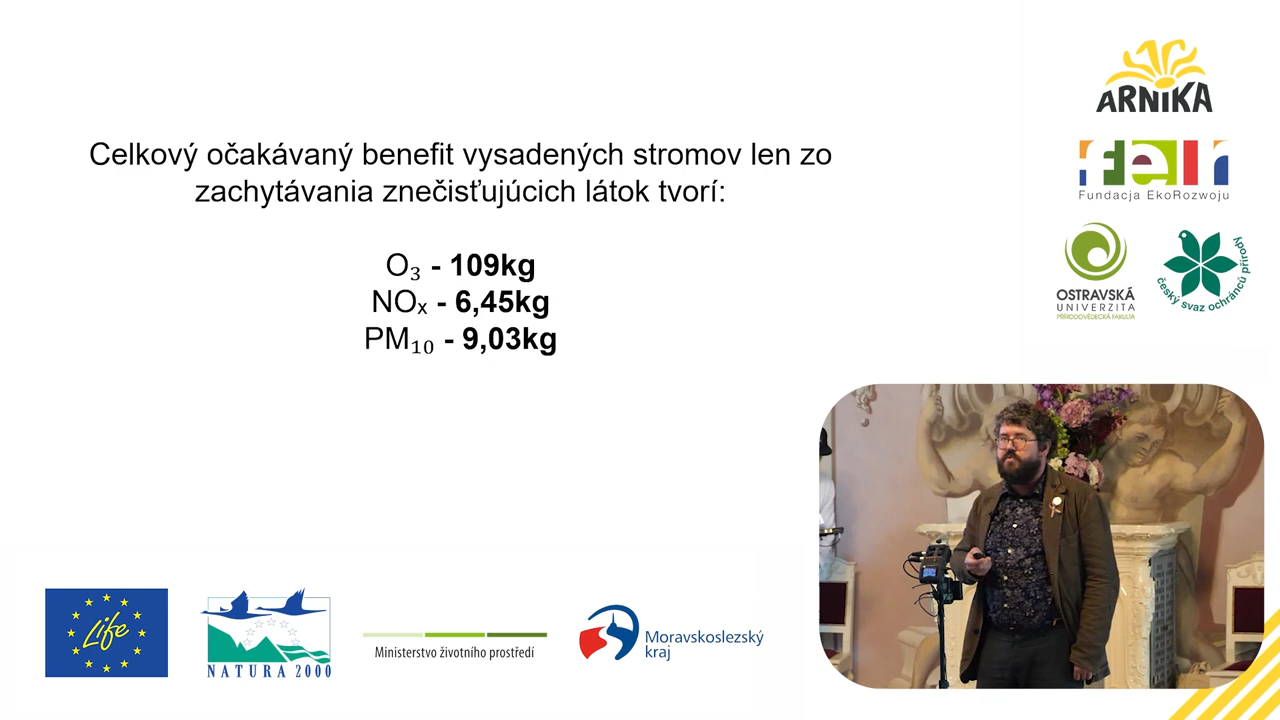 Celkový očakávaný benefit vysadených stromov len zo
zachytávania znečisťujúcich látok tvorí:
O₃ - 109kg
NOₓ - 6,45kg
PM₁₀ - 9,03kg
ARNIKA
feri
Fundacja EkoRozwoju
OSTRAVSKÁ
UNIVERZITA
PŘÍRODOVĚDECKÁ FAKULTA
český svaz ochránců přírody
Life
NATURA 2000
Ministerstvo životního prostředí
Moravskoslezský
kraj